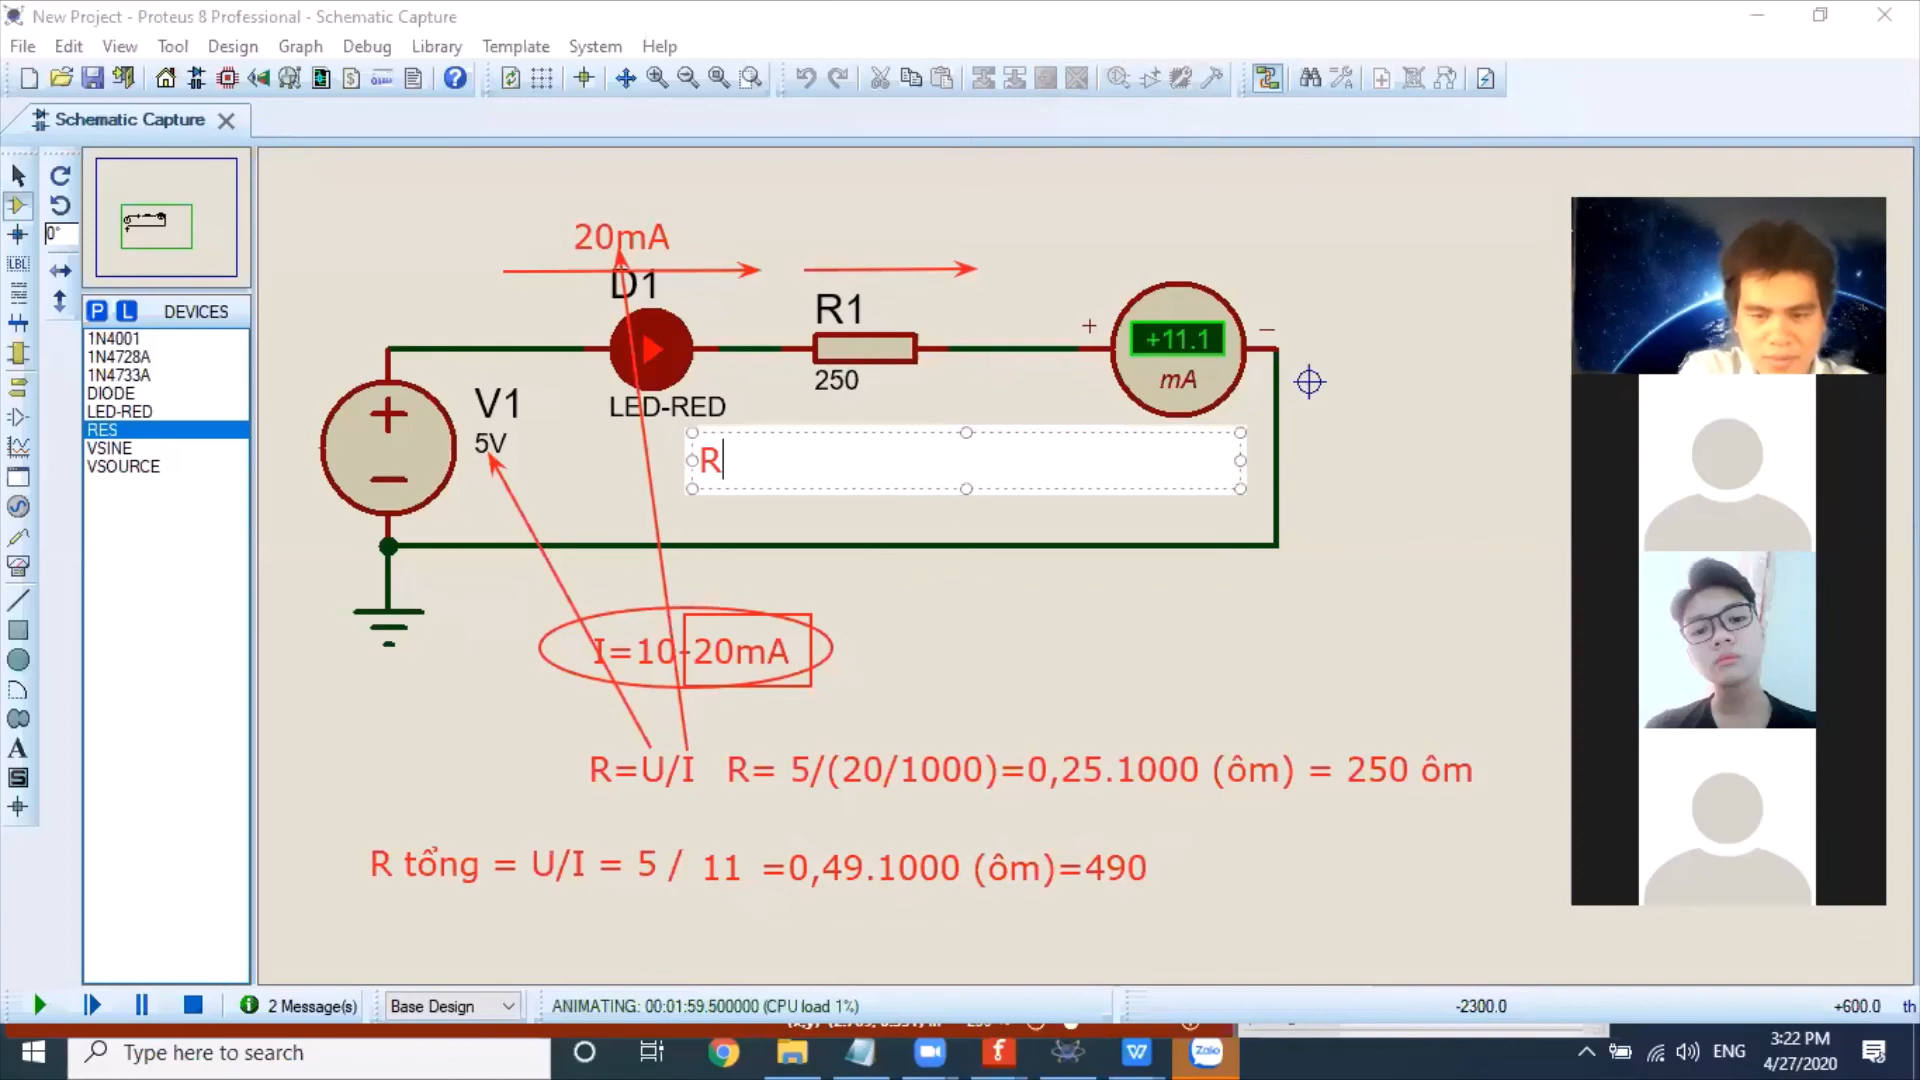 New Project - Proteus 8 Professional - Schematic Capture
File Edit View Tool Design Graph Debug Library Template System Help
Schematic Capture
0°
LBL
P L DEVICES
1N4001
1N4728A
1N4733A
DIODE
LED-RED
RES
VSINE
VSOURCE
A
S
20mA
D1
R1
+11.1
mA
+
−
250
LED-RED
V1
5V
R
I=10-20mA
R=U/I R= 5/(20/1000)=0,25.1000 (ôm) = 250 ôm
R tổng = U/I = 5 / 11 =0,49.1000 (ôm)=490
2 Message(s) Base Design ANIMATING: 00:01:59.500000 (CPU load 1%) -2300.0 +600.0 th
Type here to search
Zalo
ENG
3:22 PM
4/27/2020